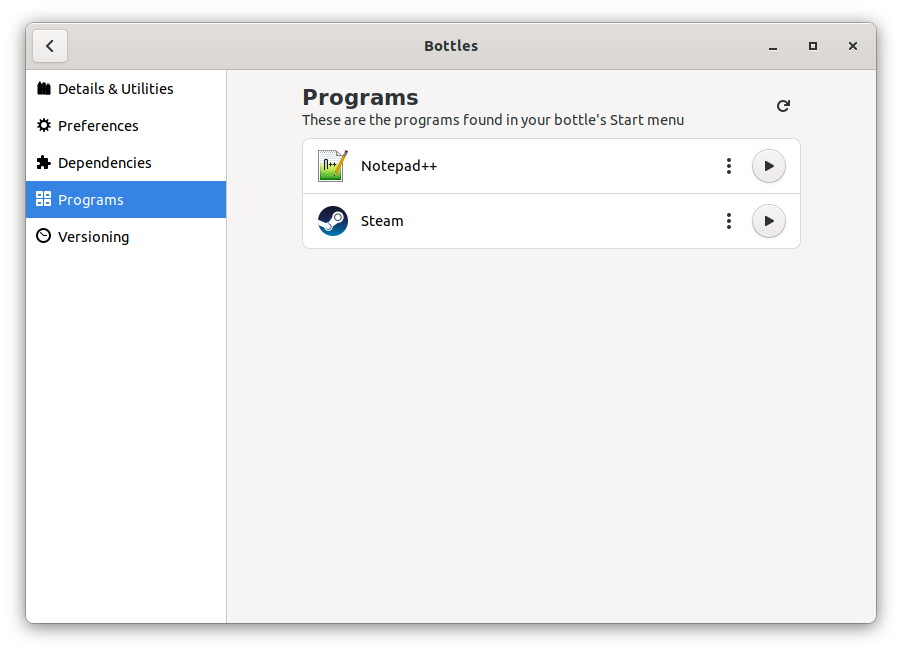 Bottles
Details & Utilities
Preferences
Dependencies
Programs
Versioning
Programs
These are the programs found in your bottle's Start menu
Notepad++
Steam